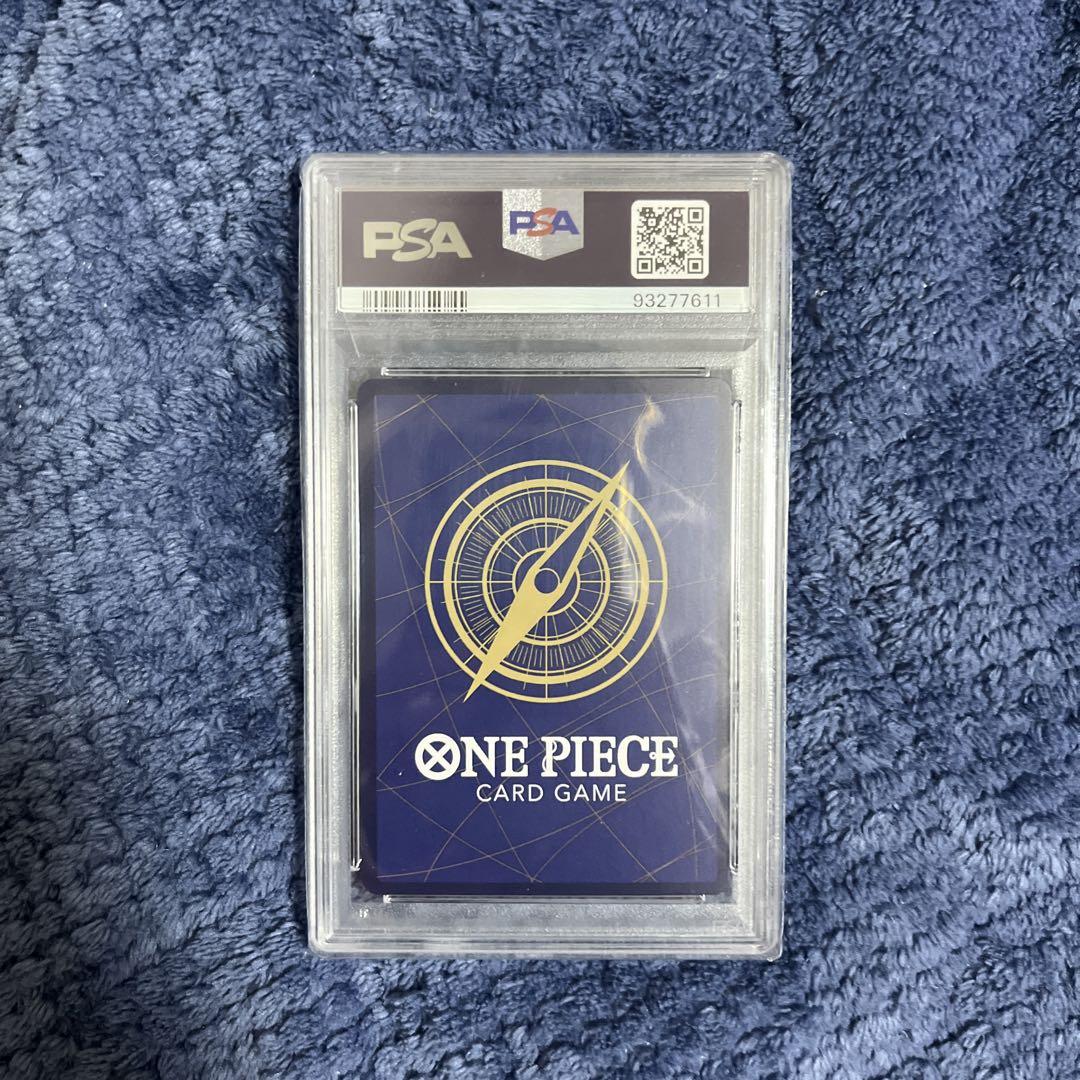 PSA
PSA
93277611
ONE PIECE
CARD GAME